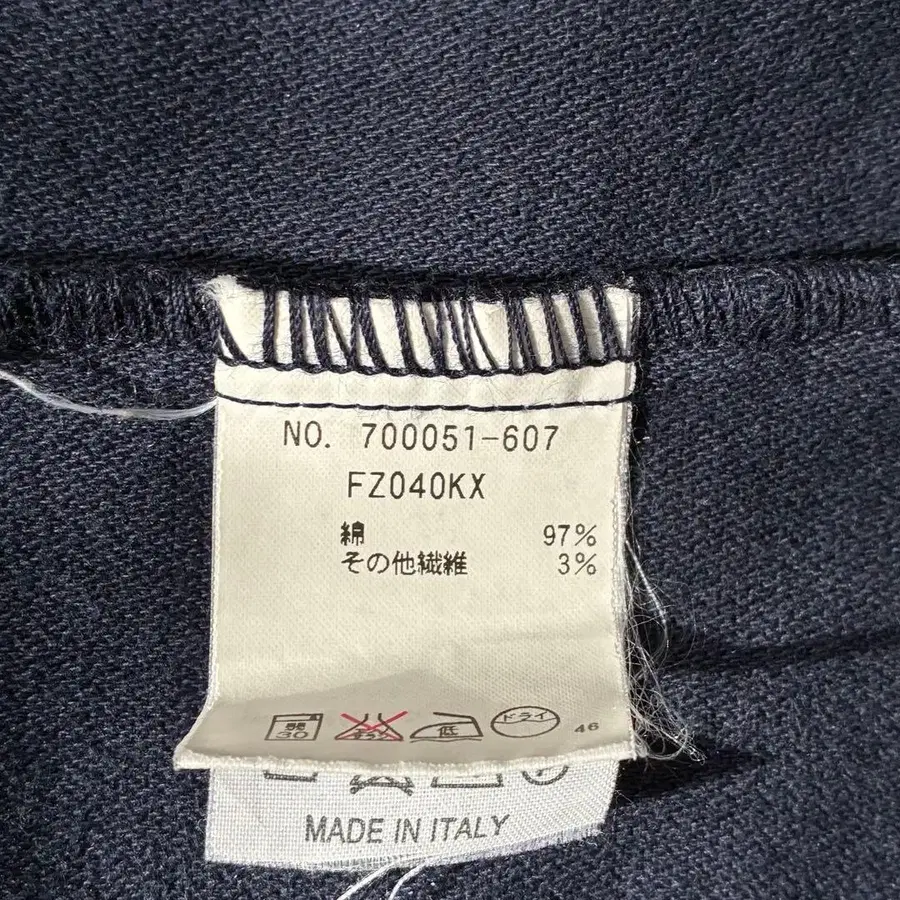 NO. 700051-607
FZ040KX
綿 97%
その他繊維 3%
弱 30 低 ドライ 46
MADE IN ITALY